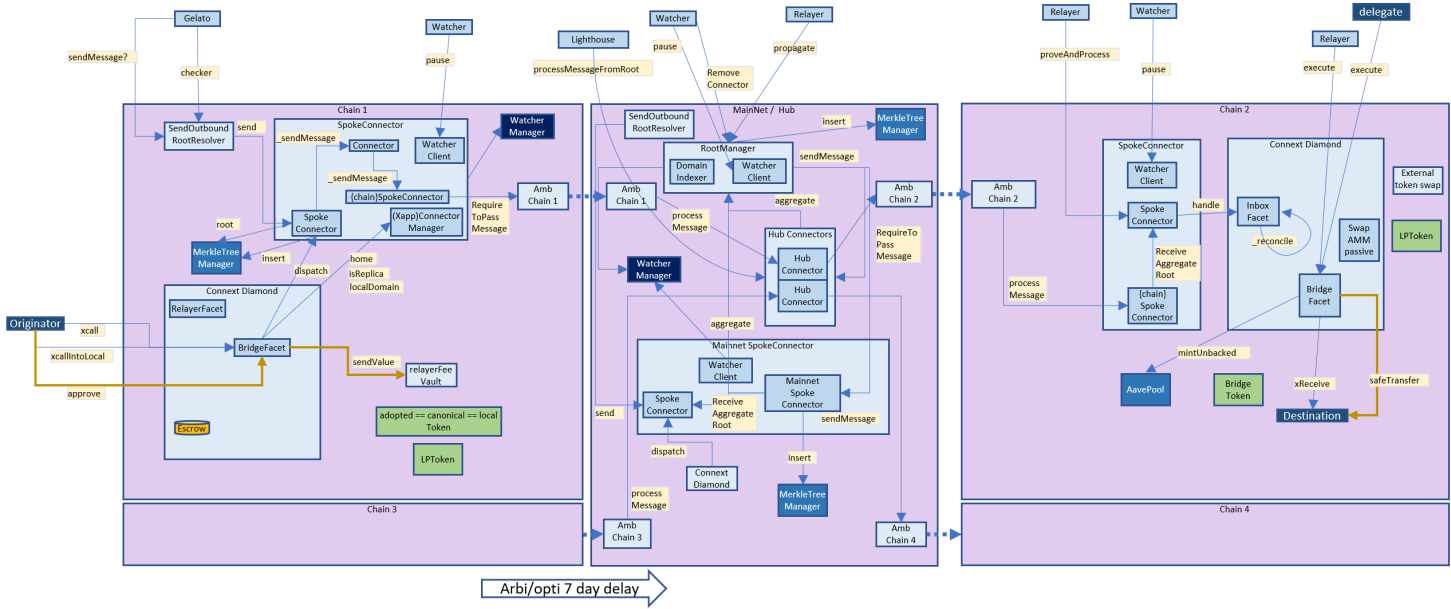 Gelato
Watcher
Lighthouse
Watcher
Relayer
Relayer
Watcher
delegate
Relayer
sendMessage?
checker
pause
processMessageFromRoot
pause
Remove
Connector
propagate
proveAndProcess
pause
execute
execute
Chain 1
SendOutbound
RootResolver
send
SpokeConnector
_sendMessage
Connector
Watcher
Client
_sendMessage
{chain}SpokeConnector
Spoke
Connector
(Xapp)Connector
Manager
Watcher
Manager
Require
ToPass
Message
Amb
Chain 1
root
MerkleTree
Manager
insert
dispatch
home
isReplica
localDomain
Connext Diamond
RelayerFacet
BridgeFacet
Originator
xcall
xcallIntoLocal
approve
sendValue
relayerFee
Vault
adopted == canonical == local
Token
LPToken
Escrow
MainNet / Hub
SendOutbound
RootResolver
RootManager
Domain
Indexer
Watcher
Client
insert
MerkleTree
Manager
sendMessage
Amb
Chain 1
process
Message
aggregate
Amb
Chain 2
Hub Connectors
Hub
Connector
Hub
Connector
RequireTo
Pass
Message
Watcher
Manager
aggregate
Mainnet SpokeConnector
Watcher
Client
Spoke
Connector
Receive
Aggregate
Root
Mainnet
Spoke
Connector
send
sendMessage
dispatch
insert
Connext
Diamond
MerkleTree
Manager
process
Message
Amb
Chain 3
Amb
Chain 4
Chain 2
Amb
Chain 2
SpokeConnector
Watcher
Client
Spoke
Connector
handle
Receive
Aggregate
Root
{chain}
Spoke
Connector
process
Message
Connext Diamond
Inbox
Facet
_reconcile
Swap
AMM
passive
Bridge
Facet
External
token swap
LPToken
mintUnbacked
AavePool
Bridge
Token
xReceive
safeTransfer
Destination
Chain 3
Chain 4
Arbi/opti 7 day delay